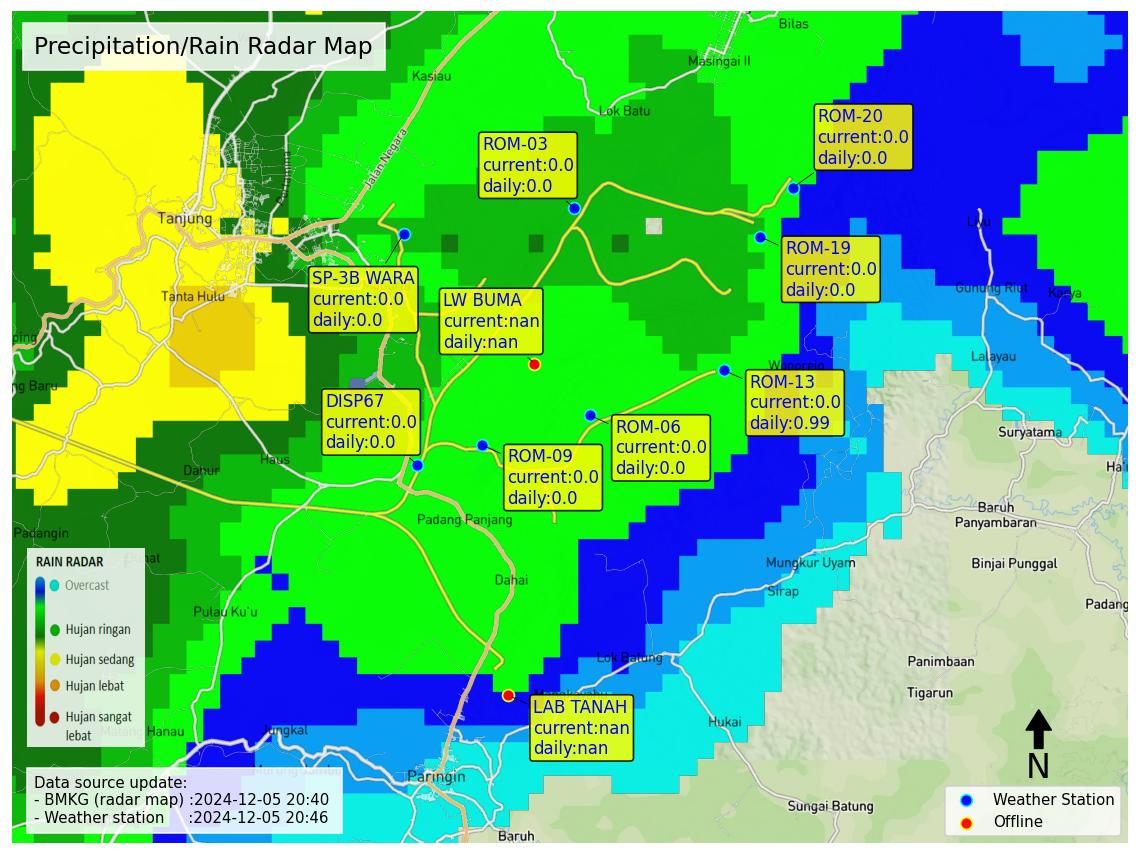 Precipitation/Rain Radar Map
Bilas
Kasiau
Masingai II
Lok Batu
Jalan Negara
ROM-20
current:0.0
daily:0.0
ROM-03
current:0.0
daily:0.0
Tanjung
ROM-19
current:0.0
daily:0.0
SP-3B WARA
current:0.0
daily:0.0
LW BUMA
current:nan
daily:nan
Tanta Hulu
Gunung Riut
Karya
ping
Lalayau
ng Baru
ROM-13
current:0.0
daily:0.99
DISP67
current:0.0
daily:0.0
ROM-06
current:0.0
daily:0.0
Suryatama
ROM-09
current:0.0
daily:0.0
Haus
Dahur
Baruh
Panyambaran
Padang Panjang
Padangin
Mungkur Uyam
Binjai Punggal
Dahai
Sirap
Padang
Pulau Ku`u
RAIN RADAR
Overcast
Hujan ringan
Hujan sedang
Hujan lebat
Hujan sangat
lebat
Lok Batung
Panimbaan
Tigarun
LAB TANAH
current:nan
daily:nan
Hukai
Hanau
Jungkal
Paringin
N
Data source update:
- BMKG (radar map) :2024-12-05 20:40
- Weather station :2024-12-05 20:46
Sungai Batung
Baruh
Weather Station
Offline